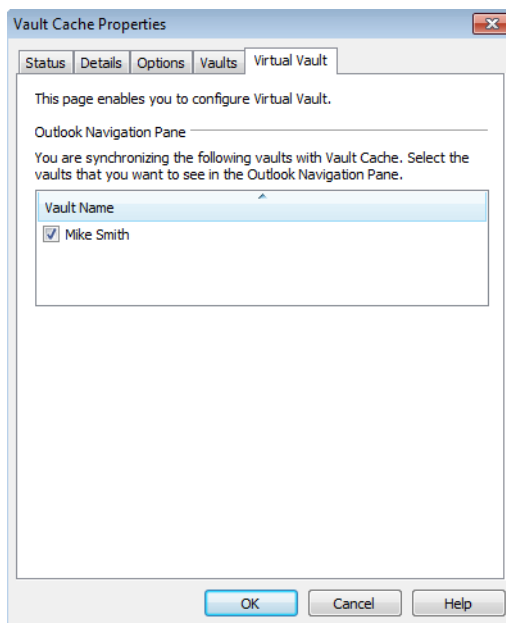 Vault Cache Properties
Status Details Options Vaults Virtual Vault
This page enables you to configure Virtual Vault.
Outlook Navigation Pane
You are synchronizing the following vaults with Vault Cache. Select the
vaults that you want to see in the Outlook Navigation Pane.
Vault Name
Mike Smith
OK Cancel Help